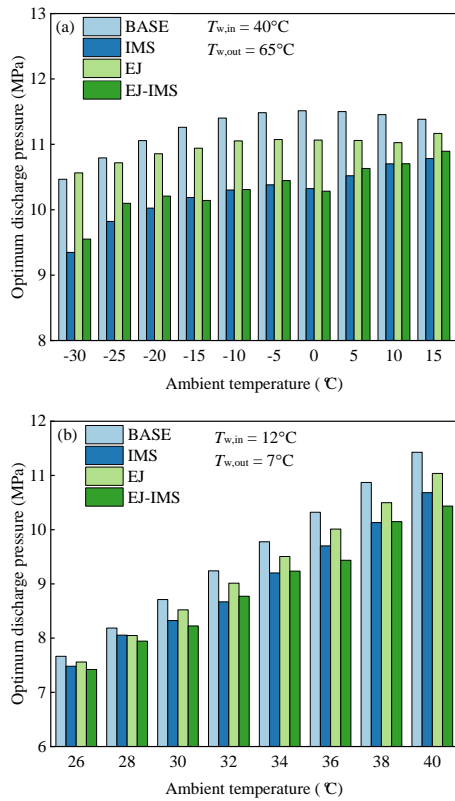 (a)
BASE
IMS
EJ
EJ-IMS
Tw,in = 40°C
Tw,out = 65°C
Optimum discharge pressure (MPa)
13
12
11
10
9
8
-30 -25 -20 -15 -10 -5 0 5 10 15
Ambient temperature (℃)
(b)
BASE
IMS
EJ
EJ-IMS
Tw,in = 12°C
Tw,out = 7°C
Optimum discharge pressure (MPa)
12
11
10
9
8
7
6
26 28 30 32 34 36 38 40
Ambient temperature (℃)